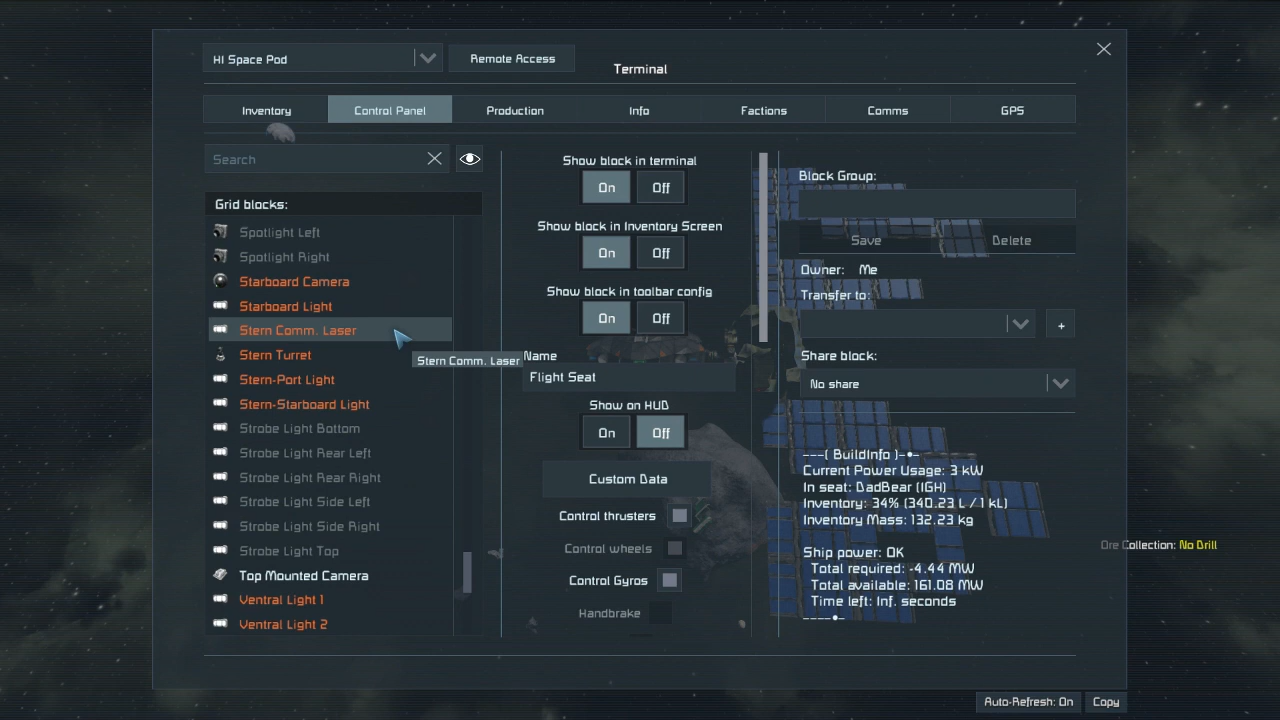 HI Space Pod
Remote Access
Terminal
Inventory
Control Panel
Production
Info
Factions
Comms
GPS
Search
Grid blocks:
Spotlight Left
Spotlight Right
Starboard Camera
Starboard Light
Stern Comm. Laser
Stern Turret
Stern-Port Light
Stern-Starboard Light
Strobe Light Bottom
Strobe Light Rear Left
Strobe Light Rear Right
Strobe Light Side Left
Strobe Light Side Right
Strobe Light Top
Top Mounted Camera
Ventral Light 1
Ventral Light 2
Stern Comm. Laser
Show block in terminal
On Off
Show block in Inventory Screen
On Off
Show block in toolbar config
On Off
Name
Flight Seat
Show on HUD
On Off
Custom Data
Control thrusters
Control wheels
Control Gyros
Handbrake
Block Group:
Save Delete
Owner: Me
Transfer to:
+
Share block:
No share
---( BuildInfo )-•-
Current Power Usage: 3 kW
In seat: DadBear (IGH)
Inventory: 34% (340.23 L / 1 kL)
Inventory Mass: 132.23 kg
Ship power: OK
Total required: -4.44 MW
Total available: 161.08 MW
Time left: Inf. seconds
----•-
Ore Collection: No Drill
Auto-Refresh: On
Copy